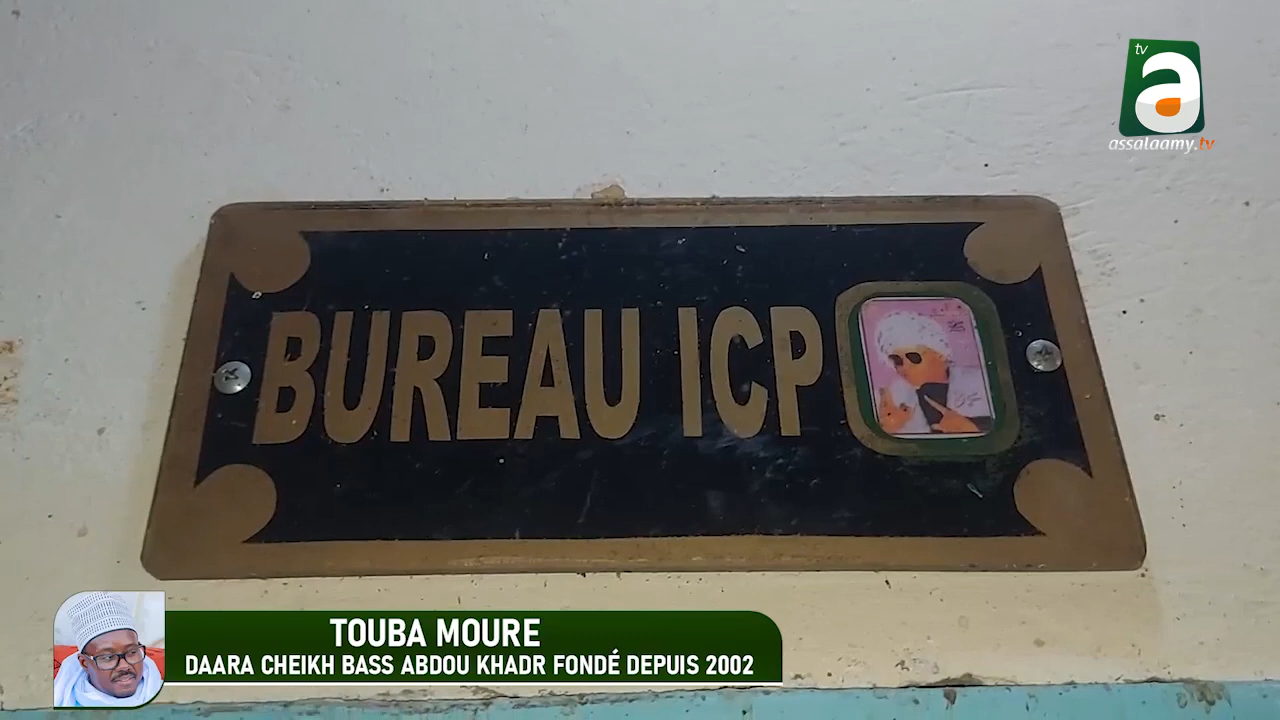 tv
a
assalaamy.tv
BUREAU ICP
TOUBA MOURE
DAARA CHEIKH BASS ABDOU KHADR FONDÉ DEPUIS 2002